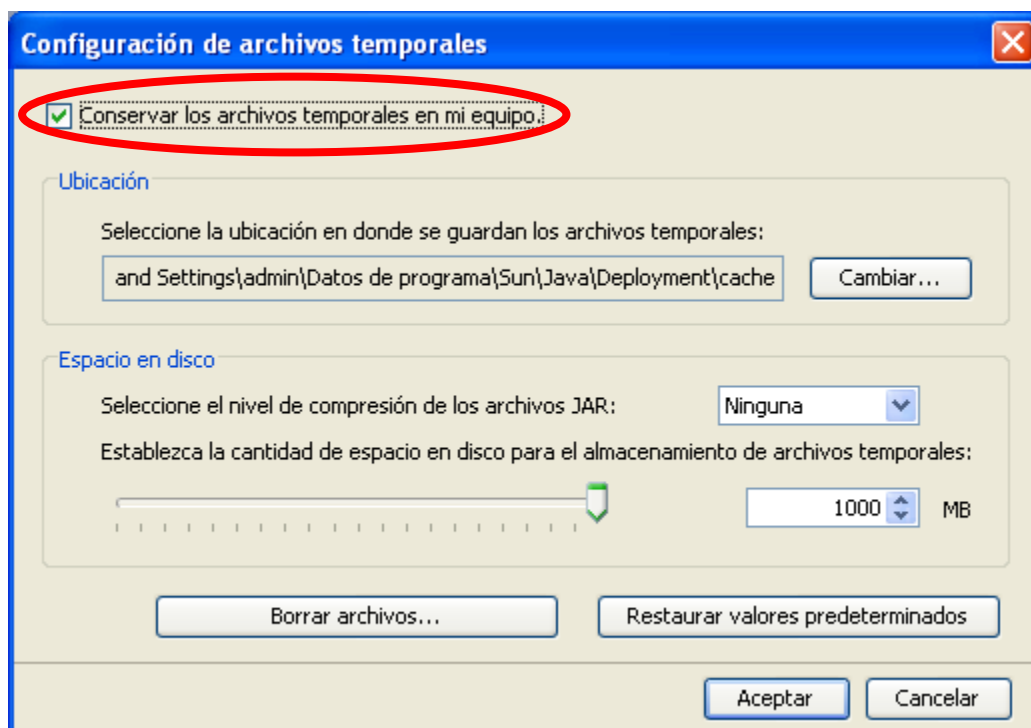 Configuración de archivos temporales
Conservar los archivos temporales en mi equipo.
Ubicación
Seleccione la ubicación en donde se guardan los archivos temporales:
and Settings\admin\Datos de programa\Sun\Java\Deployment\cache
Cambiar...
Espacio en disco
Seleccione el nivel de compresión de los archivos JAR:
Ninguna
Establezca la cantidad de espacio en disco para el almacenamiento de archivos temporales:
1000
MB
Borrar archivos...
Restaurar valores predeterminados
Aceptar
Cancelar